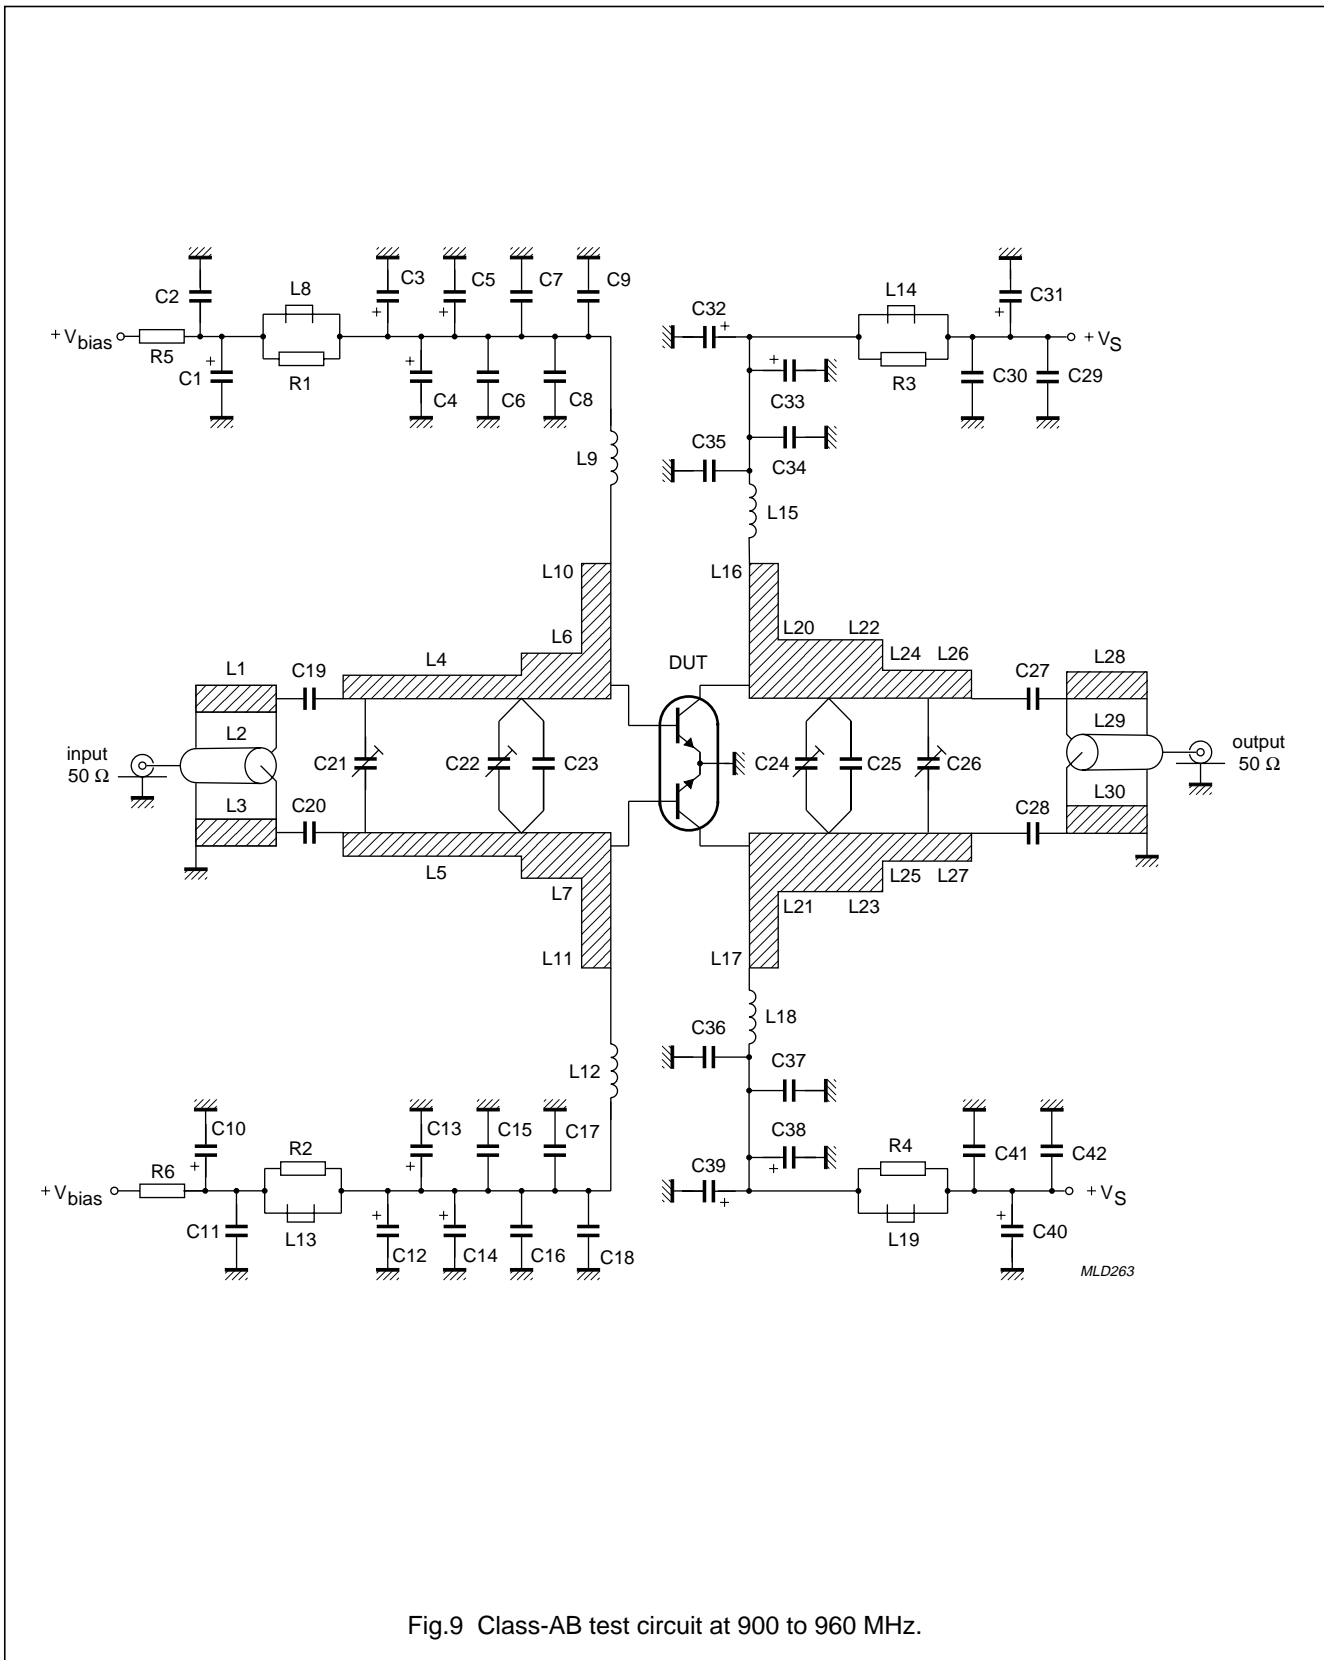 C2
L8
C3
C5
C7
C9
C32
L14
C31
+ V_bias
R5
C1
R1
C4
C6
C8
+
+
+
+
+
+
+
R3
C30
C29
+ V_S
C33
C34
C35
L9
L15
L10
L16
L6
L20
L22
L1
C19
L4
DUT
L24
L26
C27
L28
input
50 Ω
L2
C21
C22
C23
C24
C25
C26
L29
output
50 Ω
L3
C20
L5
L7
L25
L27
C28
L30
L21
L23
L11
L17
L18
C36
C37
L12
C10
R2
C13
C15
C17
C38
C39
R4
C41
C42
+ V_bias
R6
+
+
+
+
+
+
+
+ V_S
C11
L13
C12
C14
C16
C18
L19
C40
MLD263
Fig.9 Class-AB test circuit at 900 to 960 MHz.